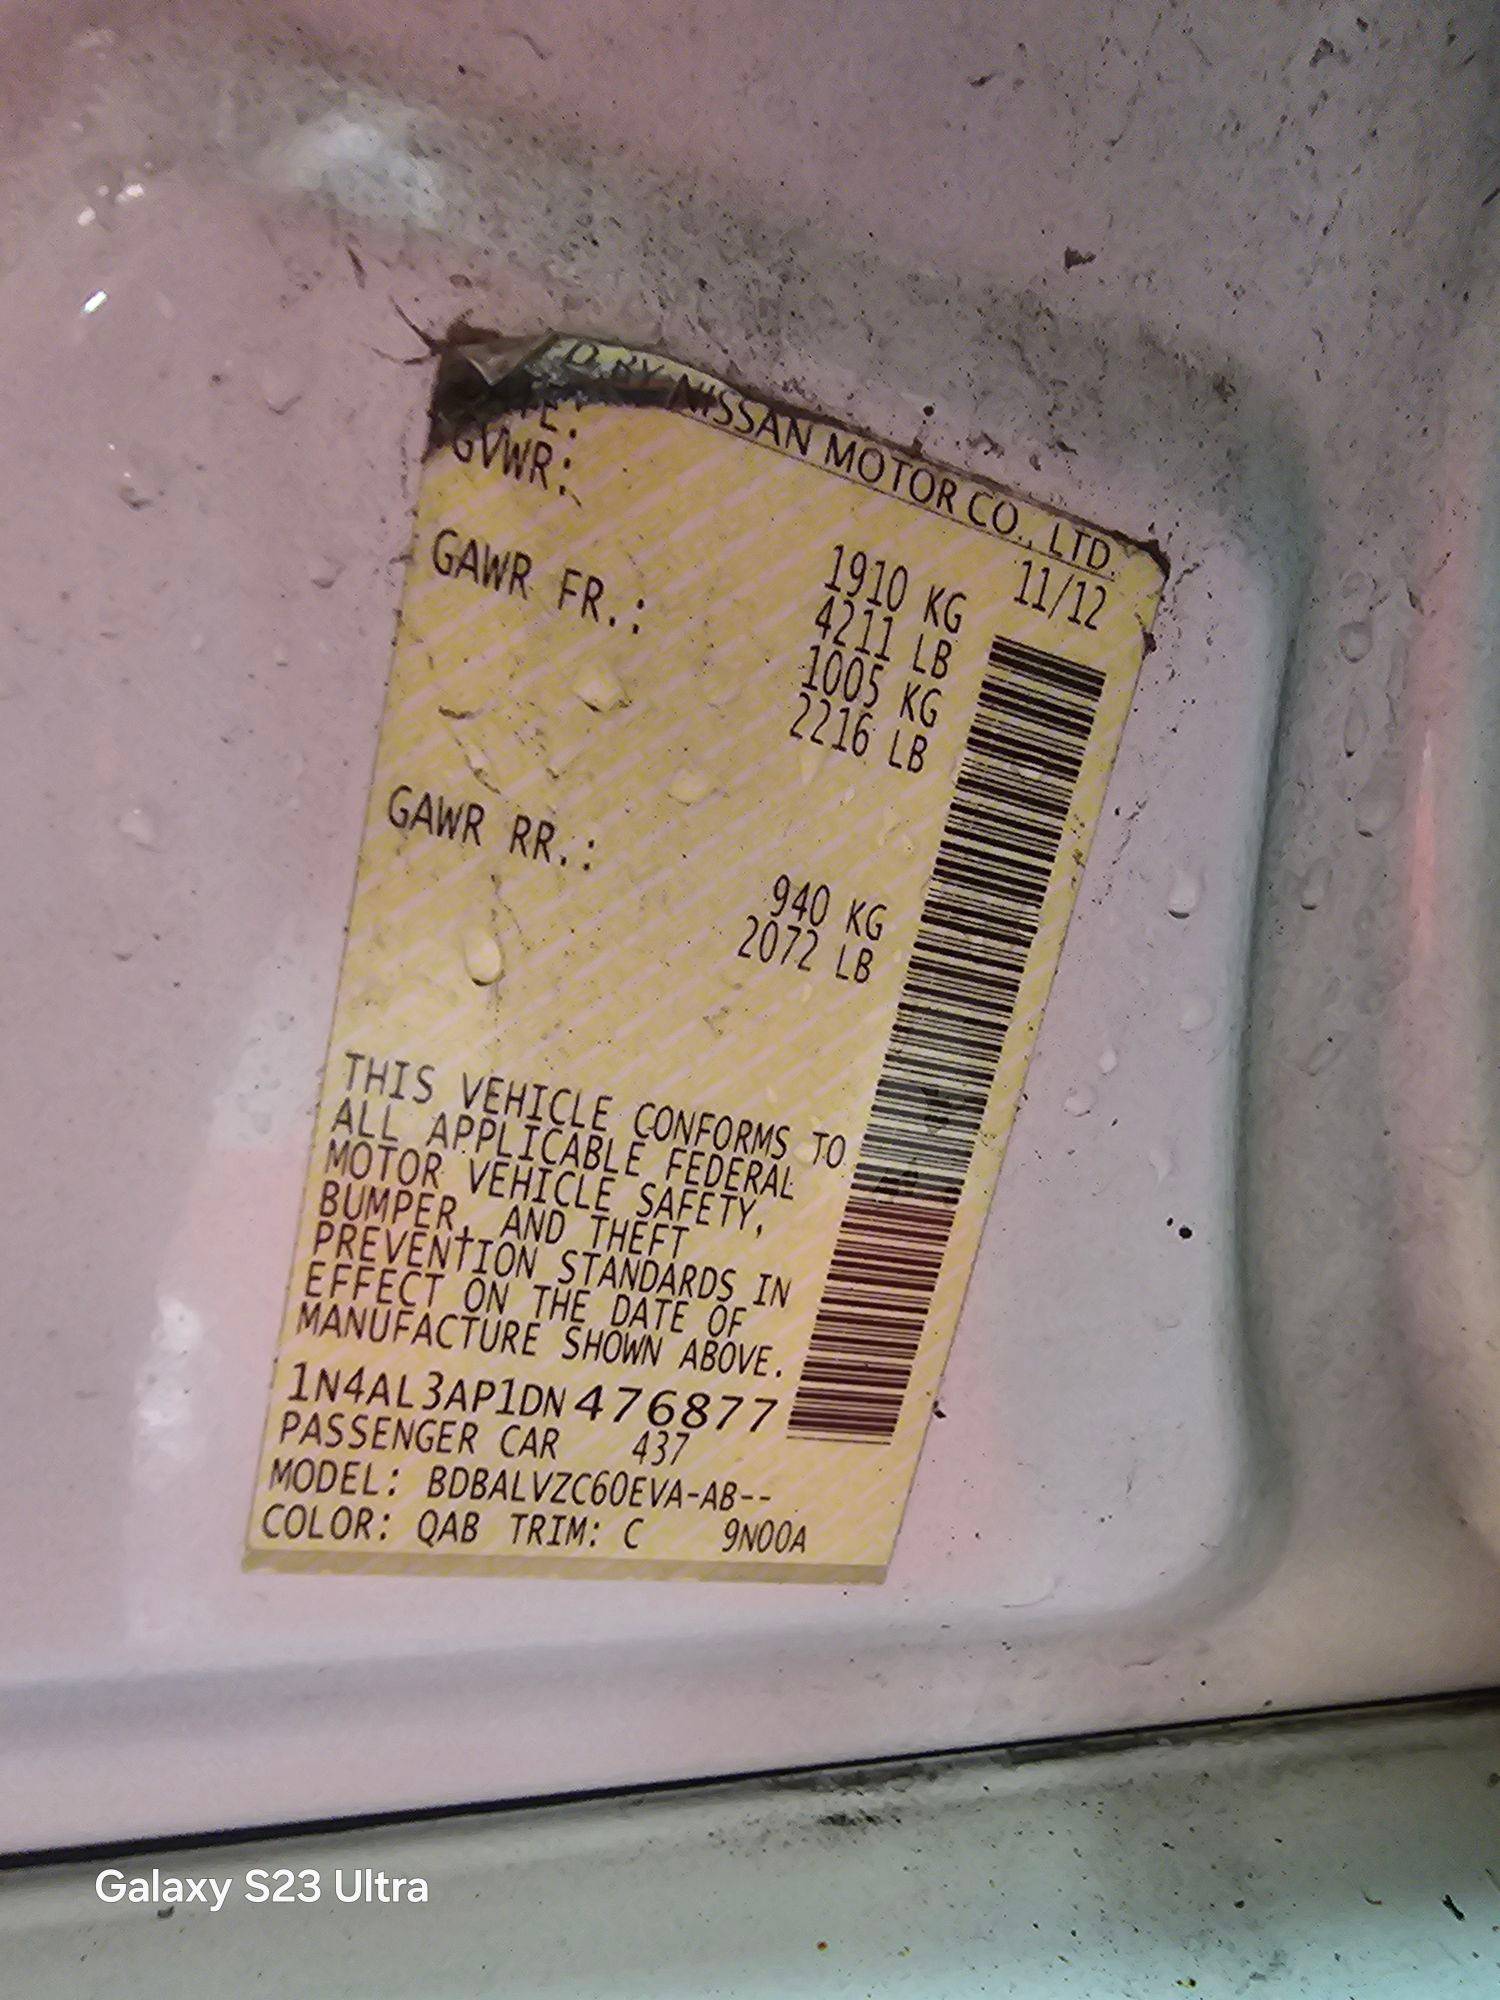 D BY NISSAN MOTOR CO., LTD.
11/12
GVWR:
1910 KG
4211 LB
GAWR FR.:
1005 KG
2216 LB
GAWR RR.:
940 KG
2072 LB
THIS VEHICLE CONFORMS TO
ALL APPLICABLE FEDERAL
MOTOR VEHICLE SAFETY,
BUMPER, AND THEFT
PREVENTION STANDARDS IN
EFFECT ON THE DATE OF
MANUFACTURE SHOWN ABOVE.
1N4AL3AP1DN476877
PASSENGER CAR 437
MODEL: BDBALVZC60EVA-AB--
COLOR: QAB TRIM: C 9N00A
Galaxy S23 Ultra